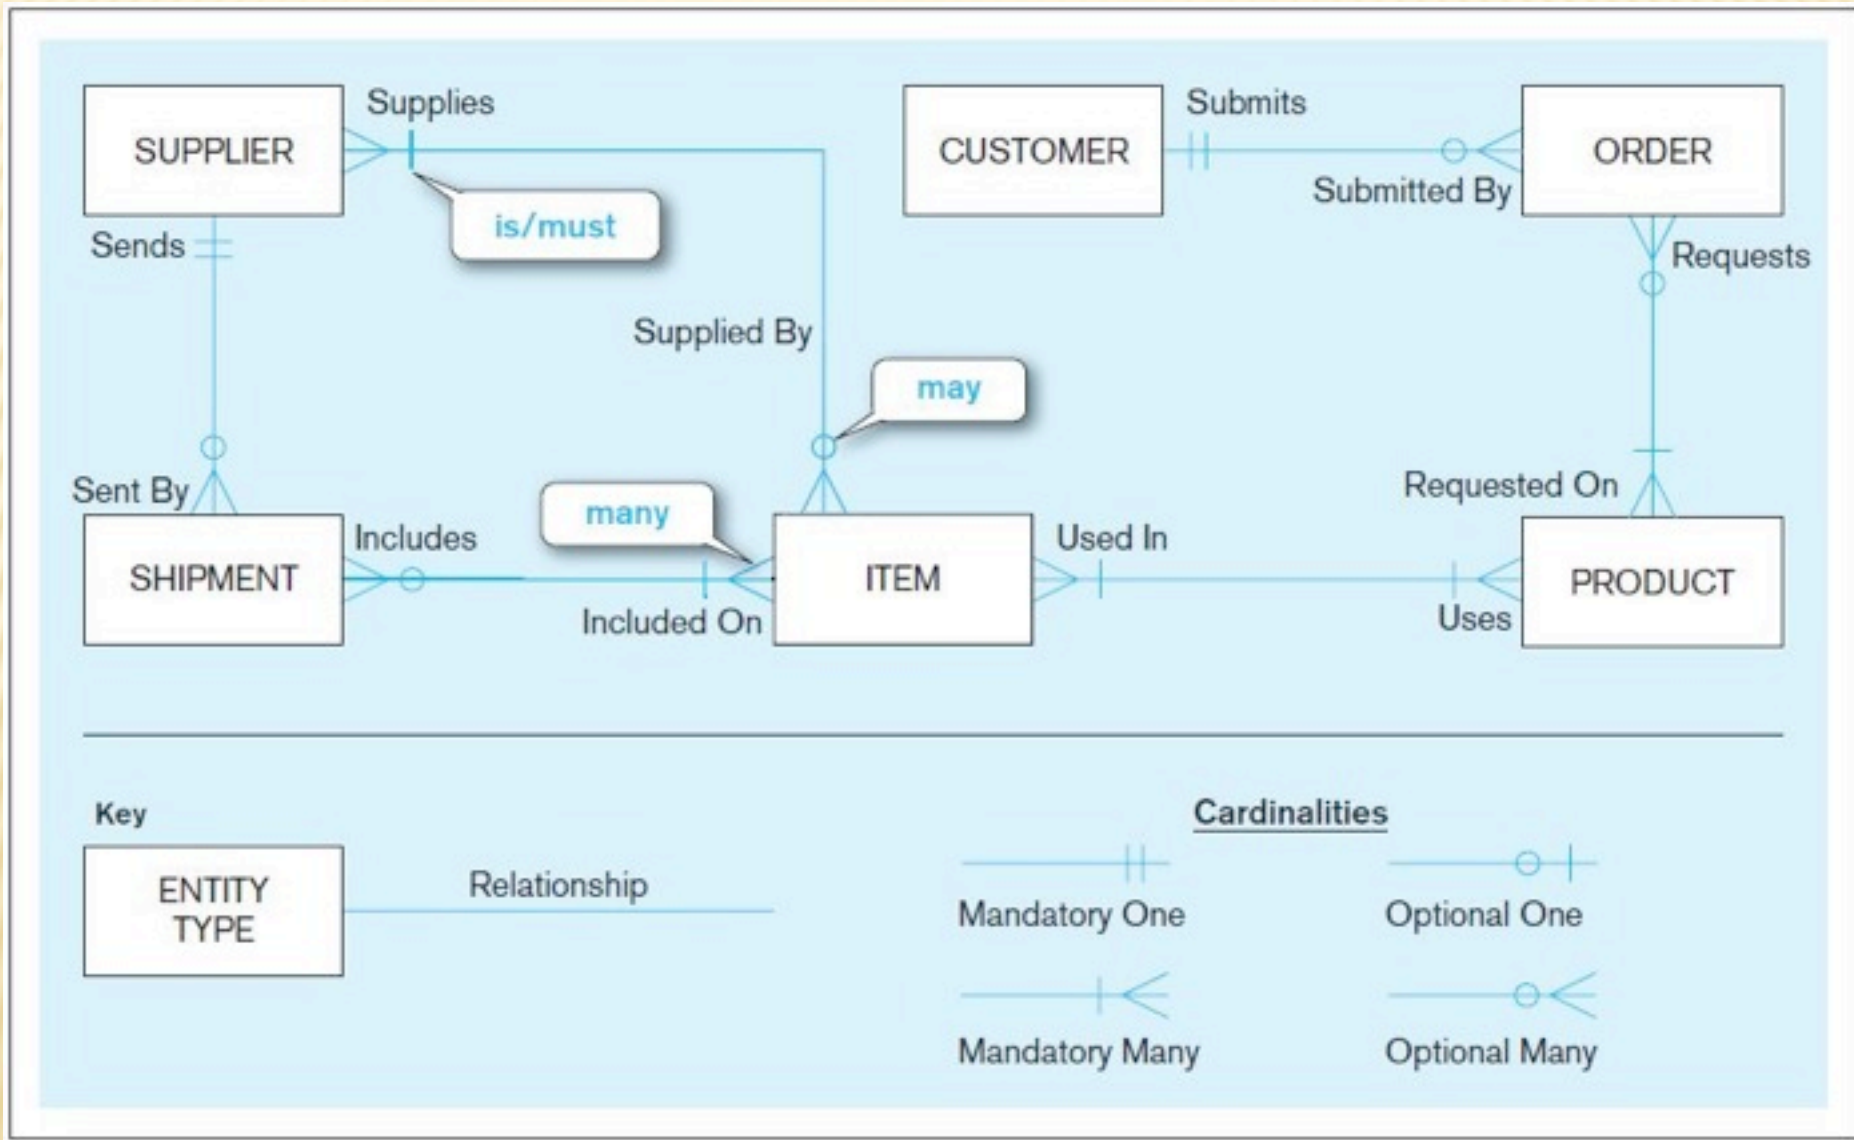 Supplies
SUPPLIER
is/must
Sends
Supplied By
may
Sent By
many
Includes
SHIPMENT
Included On
ITEM
Used In
CUSTOMER
Submits
Submitted By
ORDER
Requests
Requested On
PRODUCT
Uses
Key
ENTITY
TYPE
Relationship
Cardinalities
Mandatory One
Optional One
Mandatory Many
Optional Many